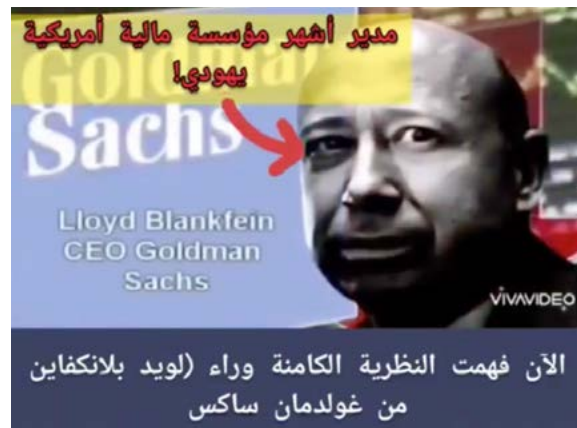 مدير أشهر مؤسسة مالية أمريكية
يهودي!
Goldman
Sachs
Lloyd Blankfein
CEO Goldman
Sachs
VIVAVIDEO
الآن فهمت النظرية الكامنة وراء (لويد بلانكفاين
من غولدمان ساكس